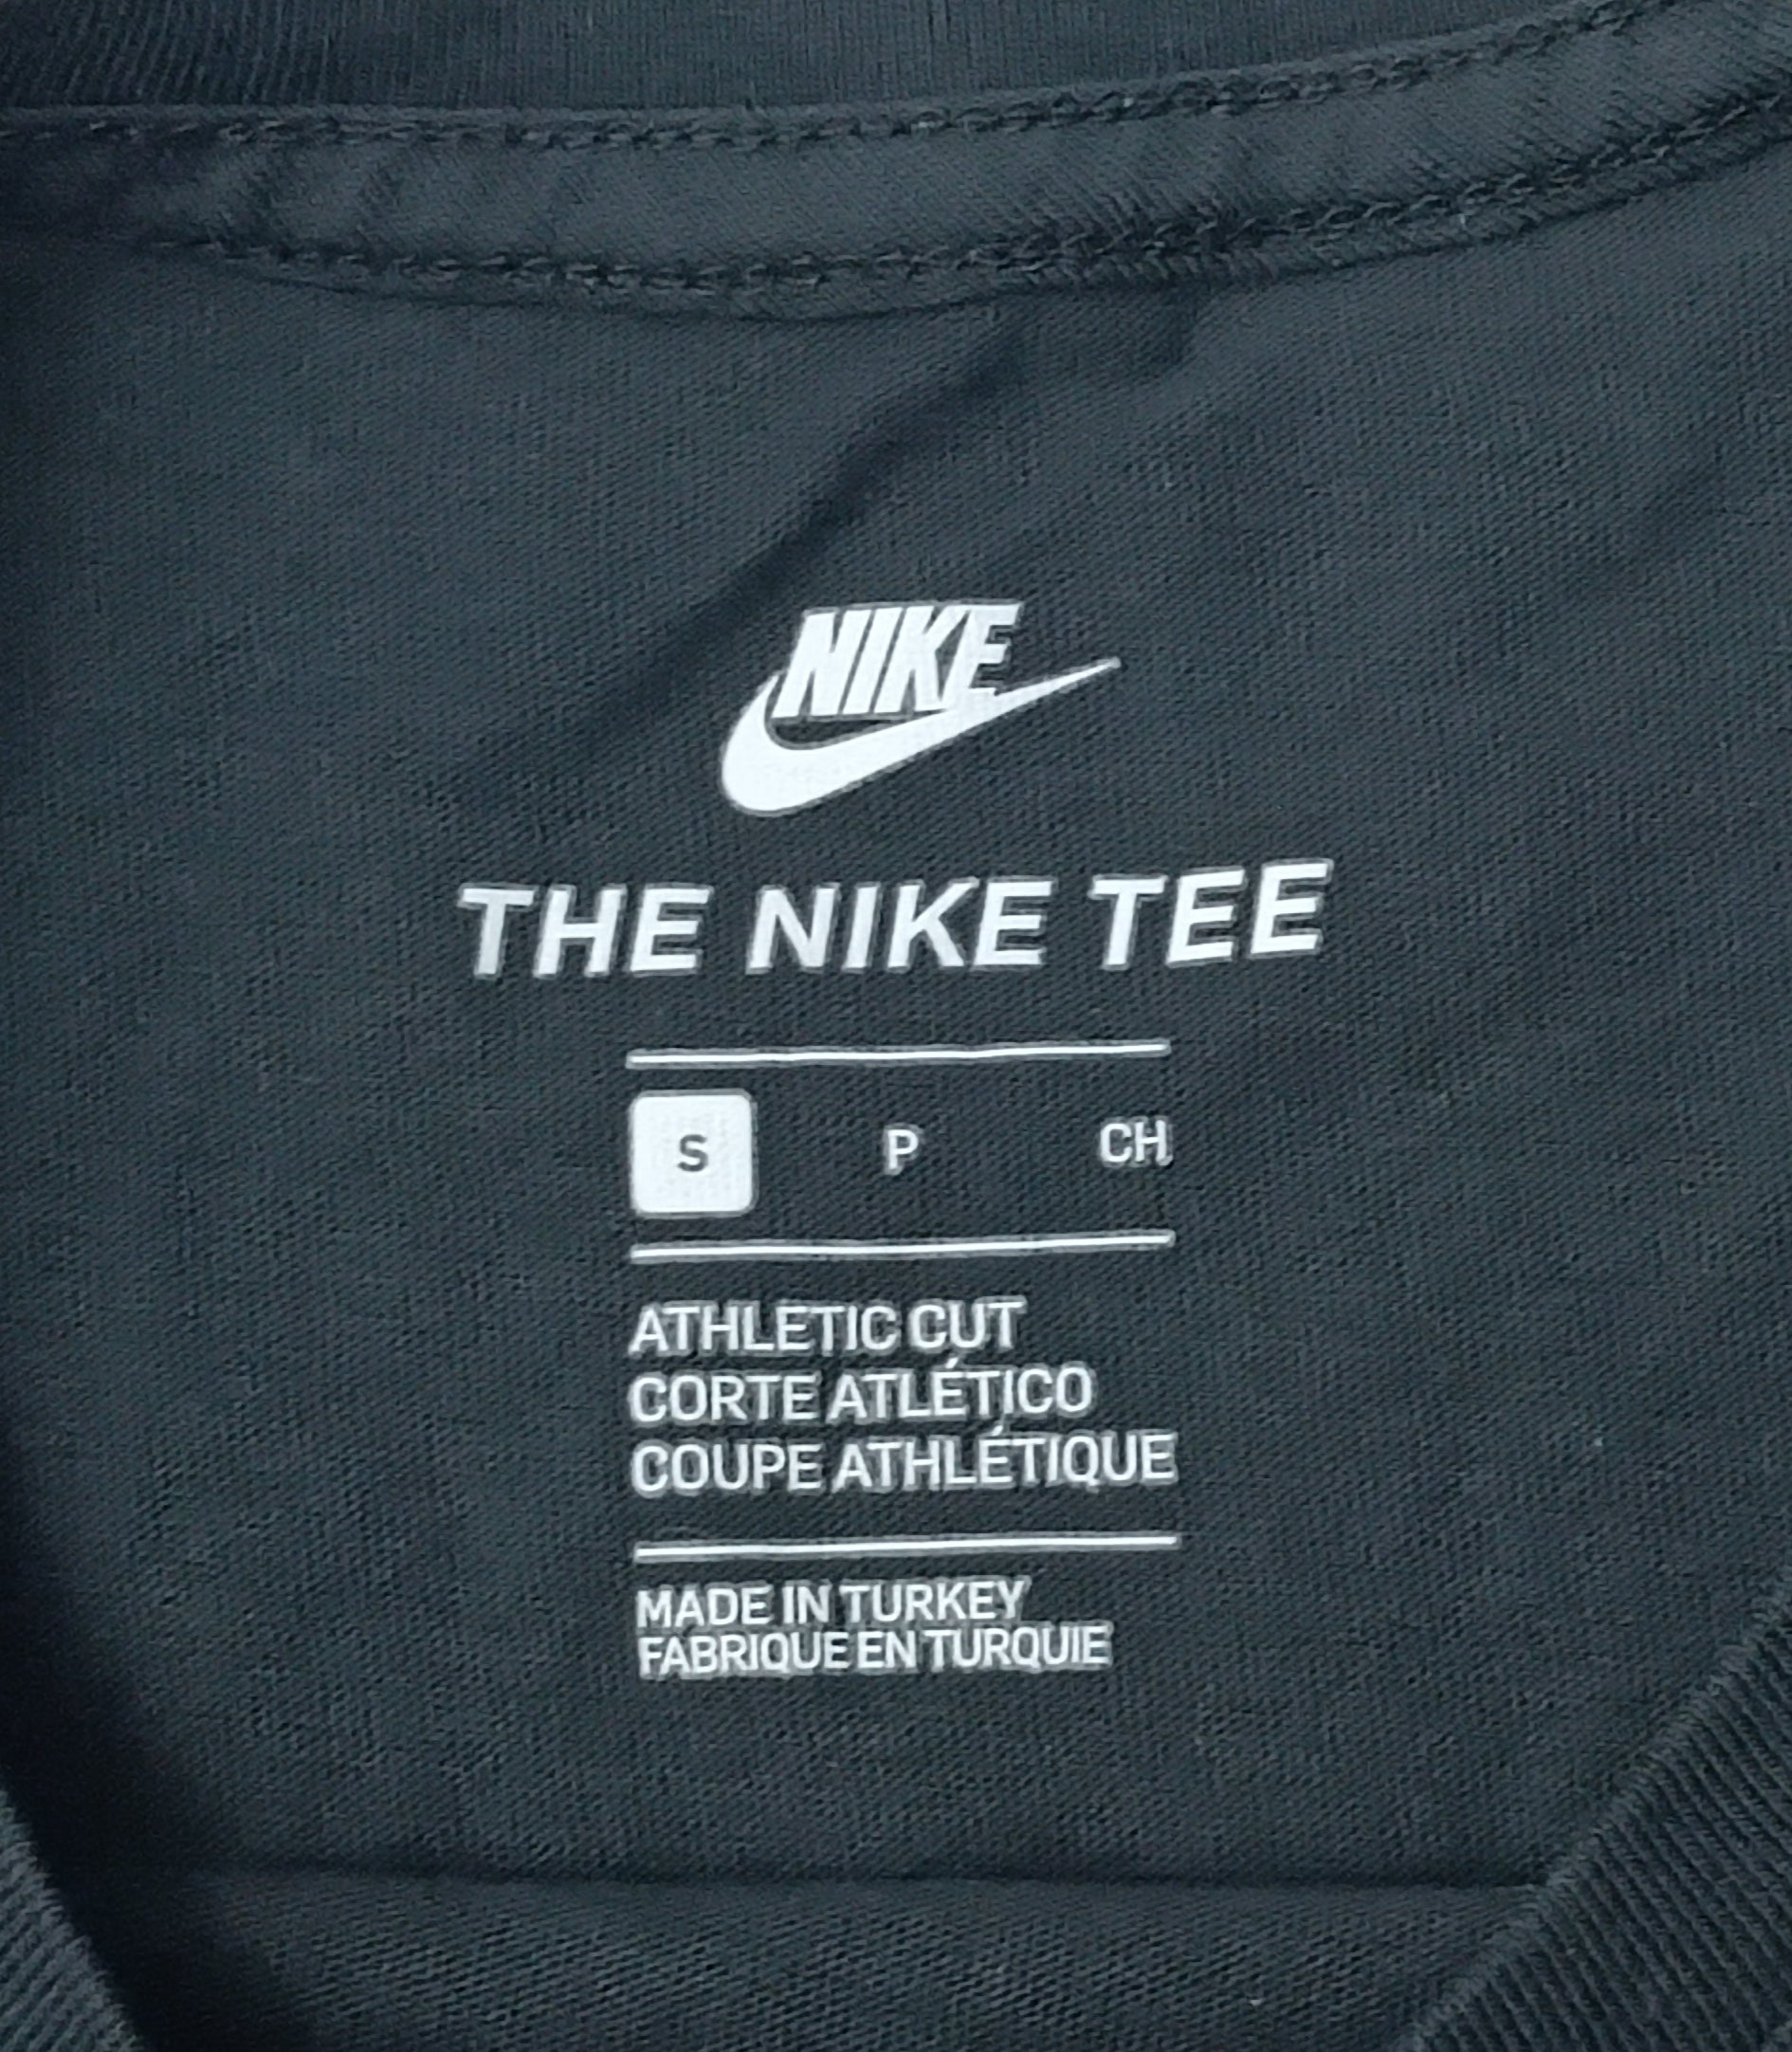 NIKE
THE NIKE TEE
S P CH
ATHLETIC CUT
CORTE ATLÉTICO
COUPE ATHLÉTIQUE
MADE IN TURKEY
FABRIQUE EN TURQUIE